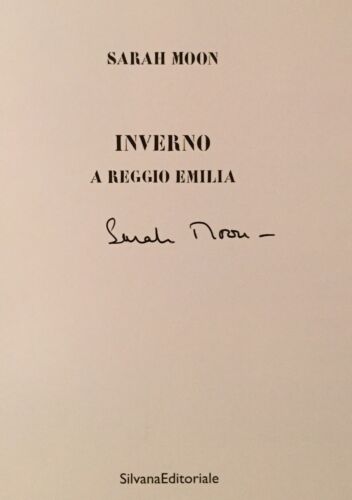 SARAH MOON
INVERNO
A REGGIO EMILIA
Sarah Moon
SilvanaEditoriale